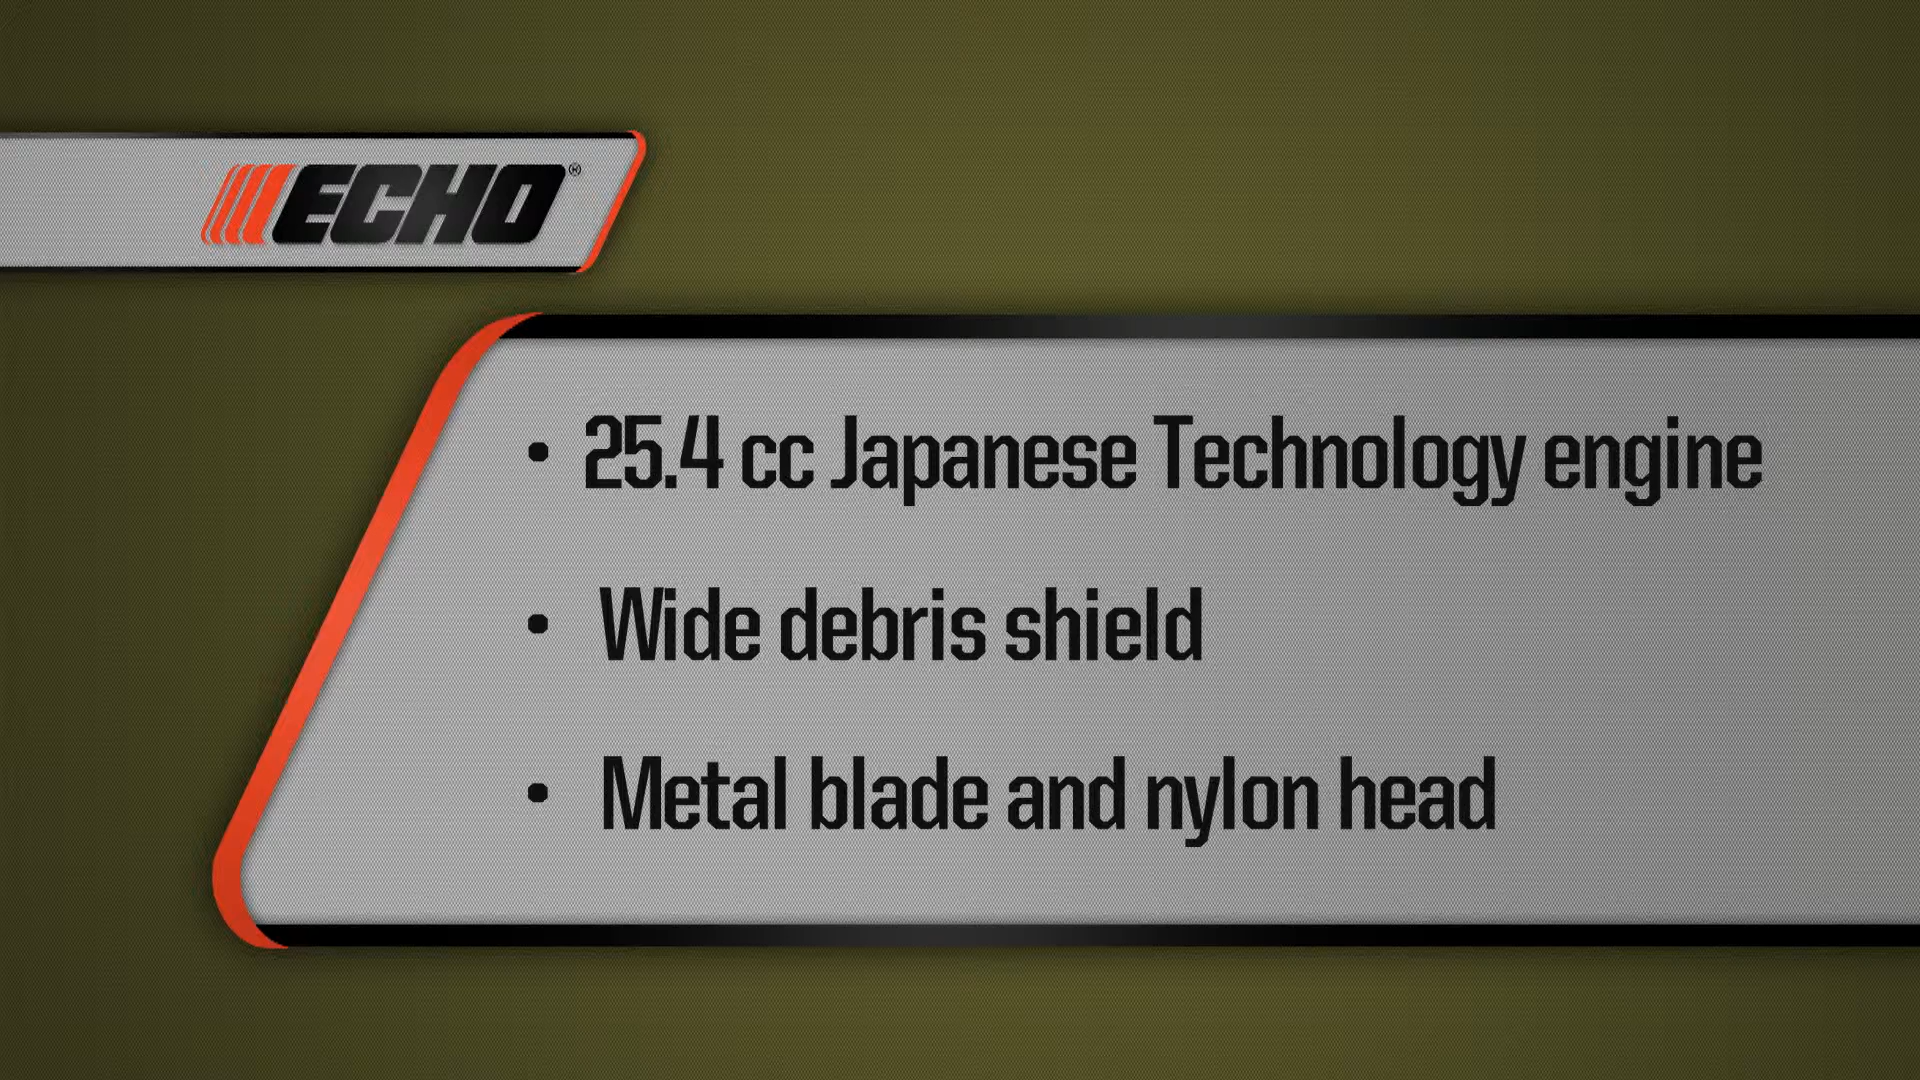 ECHO®
• 25.4 cc Japanese Technology engine
• Wide debris shield
• Metal blade and nylon head